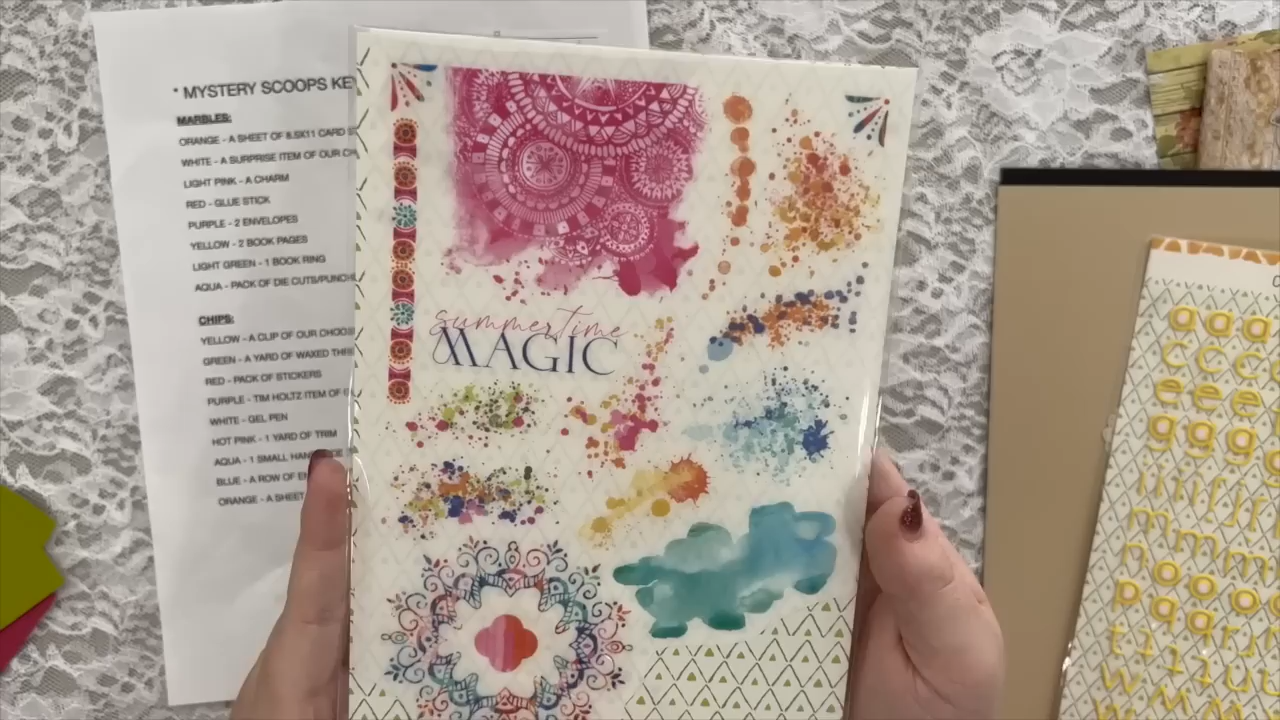 * MYSTERY SCOOPS KE
MARBLES:
ORANGE - A SHEET OF 8.5X11 CARD S
WHITE - A SURPRISE ITEM OF OUR CH
LIGHT PINK - A CHARM
RED - GLUE STICK
PURPLE - 2 ENVELOPES
YELLOW - 2 BOOK PAGES
LIGHT GREEN - 1 BOOK RING
AQUA - PACK OF DIE CUTS/PUNCH
CHIPS:
YELLOW - A CLIP OF OUR CHOOS
GREEN - A YARD OF WAXED THR
RED - PACK OF STICKERS
PURPLE - TIM HOLTZ ITEM OF
WHITE - GEL PEN
HOT PINK - 1 YARD OF TRIM
AQUA - 1 SMALL HAN
BLUE - A ROW OF E
ORANGE - A SHEET
summertime
MAGIC
a a a
c c c c
e e e
g g g
m m m
n o o o
p q q r